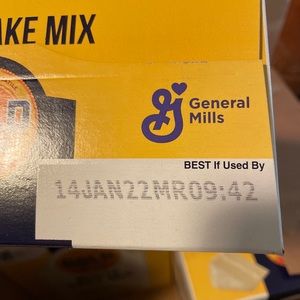 AKE MIX
General
Mills
BEST If Used By
14JAN22MR09:42